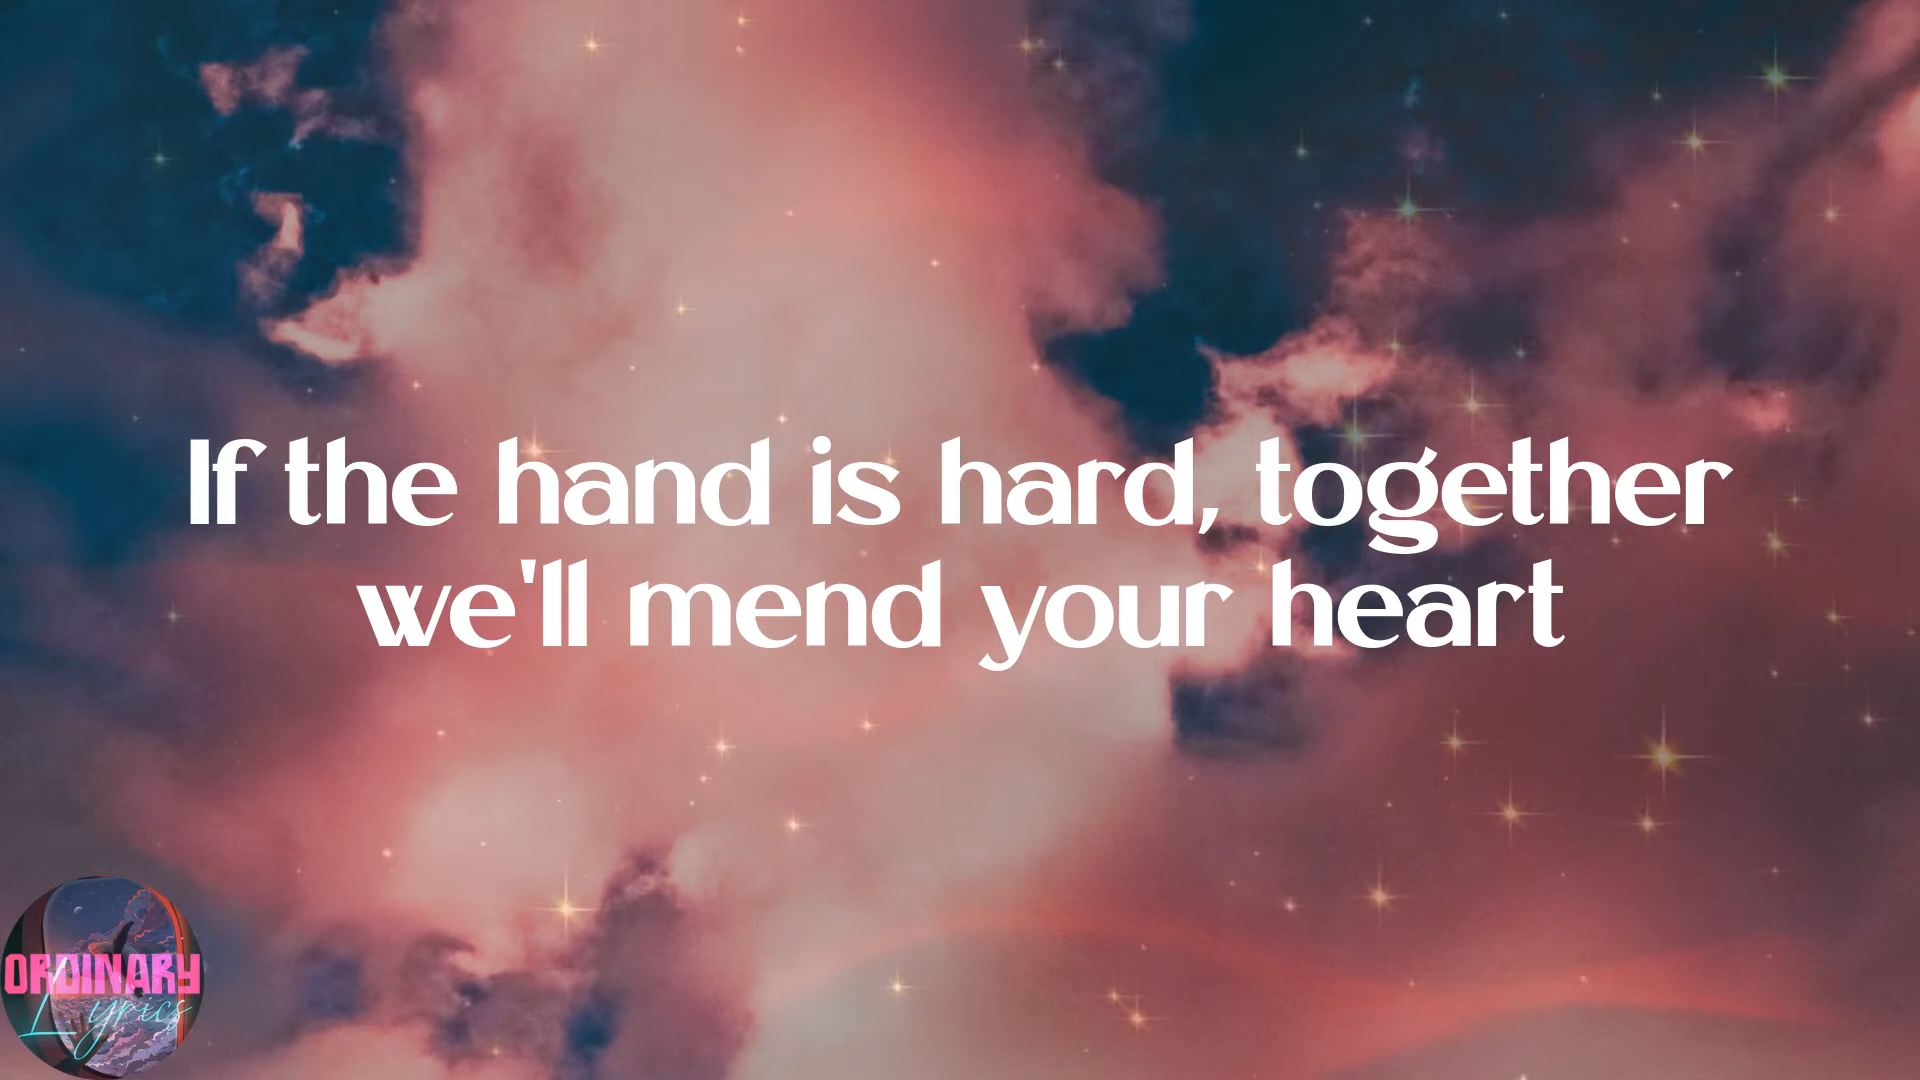 If the hand is hard, together
we'll mend your heart
ORDINARY
Lyrics